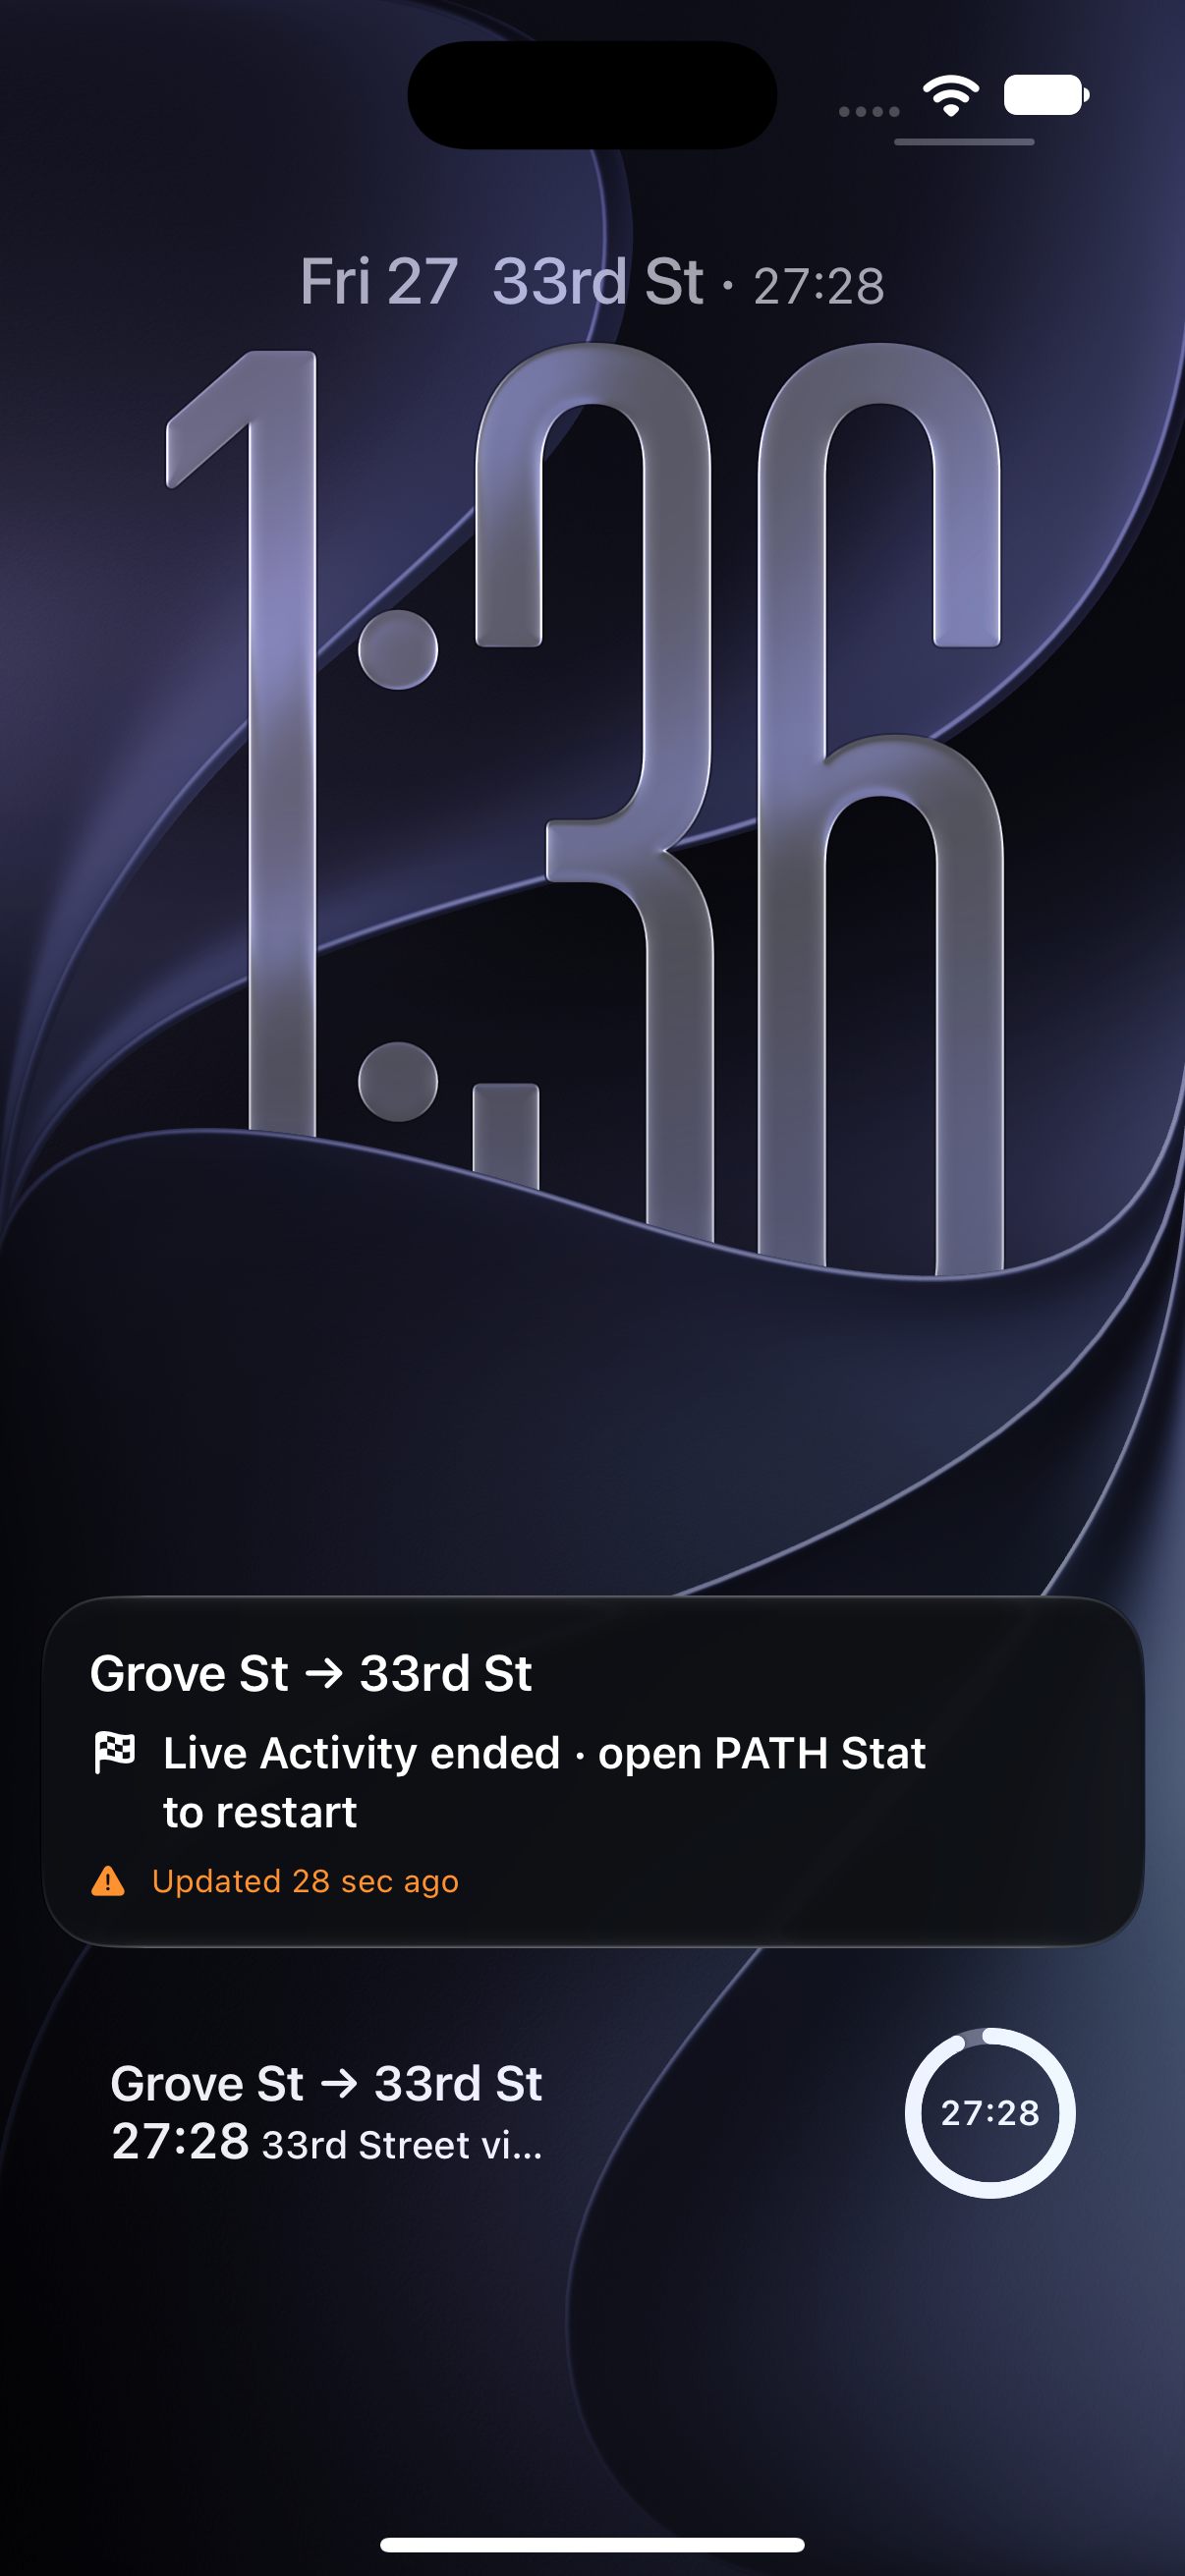 Fri 27 33rd St · 27:28
1:36
Grove St → 33rd St
Live Activity ended · open PATH Stat
to restart
Updated 28 sec ago
Grove St → 33rd St
27:28 33rd Street vi...
27:28